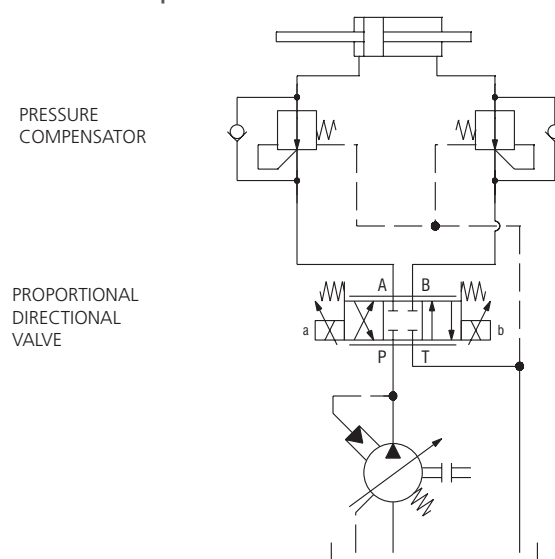 PRESSURE
COMPENSATOR
PROPORTIONAL
DIRECTIONAL
VALVE
A B
a b
P T